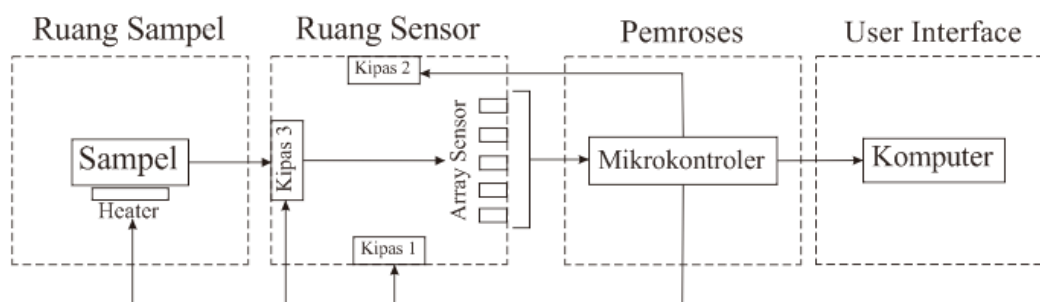 Ruang Sampel
Ruang Sensor
Pemroses
User Interface
Kipas 2
Sampel
Heater
Kipas 3
Array Sensor
Kipas 1
Mikrokontroler
Komputer